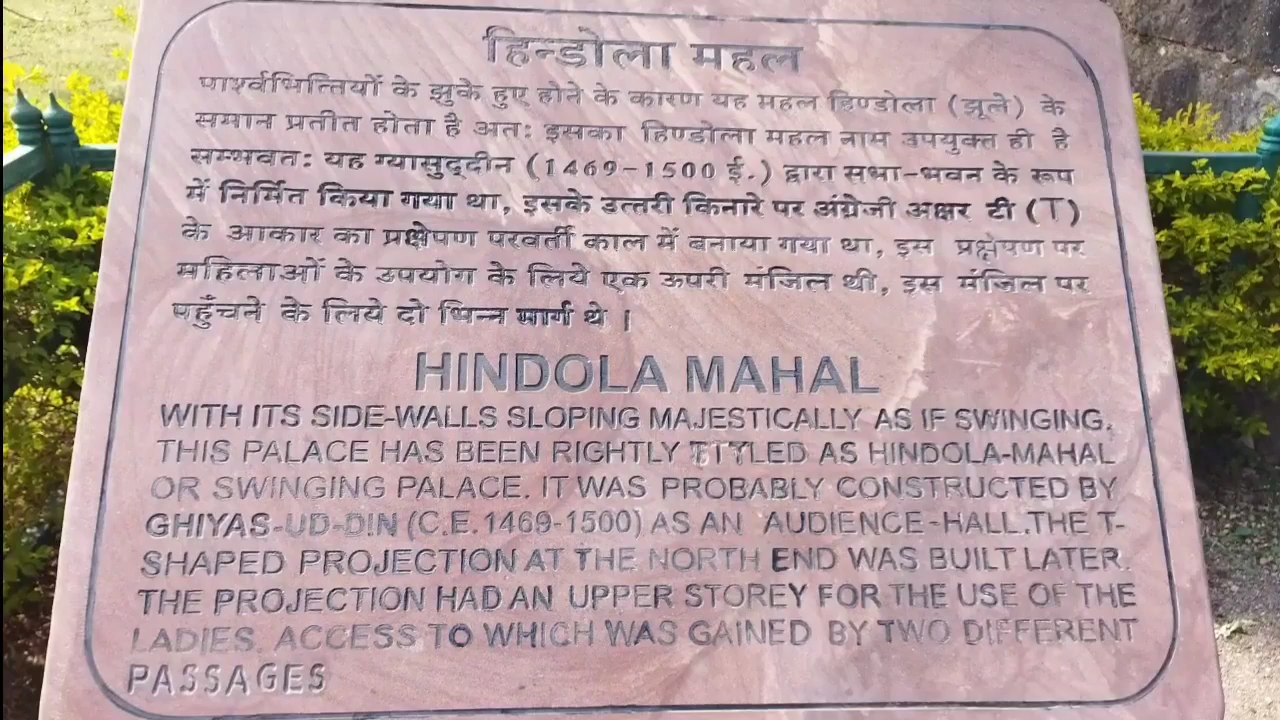 हिन्डोला महल
पार्श्वभित्तियों के झुके हुए होने के कारण यह महल हिण्डोला (झूले) के
समान प्रतीत होता है अतः इसका हिण्डोला महल नाम उपयुक्त ही है
सम्भवतः यह ग्यासुद्दीन (1469-1500 ई.) द्वारा सभा-भवन के रूप
में निर्मित किया गया था, इसके उत्तरी किनारे पर अंग्रेजी अक्षर टी (T)
के आकार का प्रक्षेपण परवर्ती काल में बनाया गया था, इस प्रक्षेपण पर
महिलाओं के उपयोग के लिये एक ऊपरी मंजिल थी, इस मंजिल पर
पहुँचने के लिये दो भिन्न मार्ग थे |
HINDOLA MAHAL
WITH ITS SIDE-WALLS SLOPING MAJESTICALLY AS IF SWINGING.
THIS PALACE HAS BEEN RIGHTLY TITLED AS HINDOLA-MAHAL
OR SWINGING PALACE. IT WAS PROBABLY CONSTRUCTED BY
GHIYAS-UD-DIN (C.E. 1469-1500) AS AN AUDIENCE-HALL.THE T-
SHAPED PROJECTION AT THE NORTH END WAS BUILT LATER.
THE PROJECTION HAD AN UPPER STOREY FOR THE USE OF THE
LADIES. ACCESS TO WHICH WAS GAINED BY TWO DIFFERENT
PASSAGES